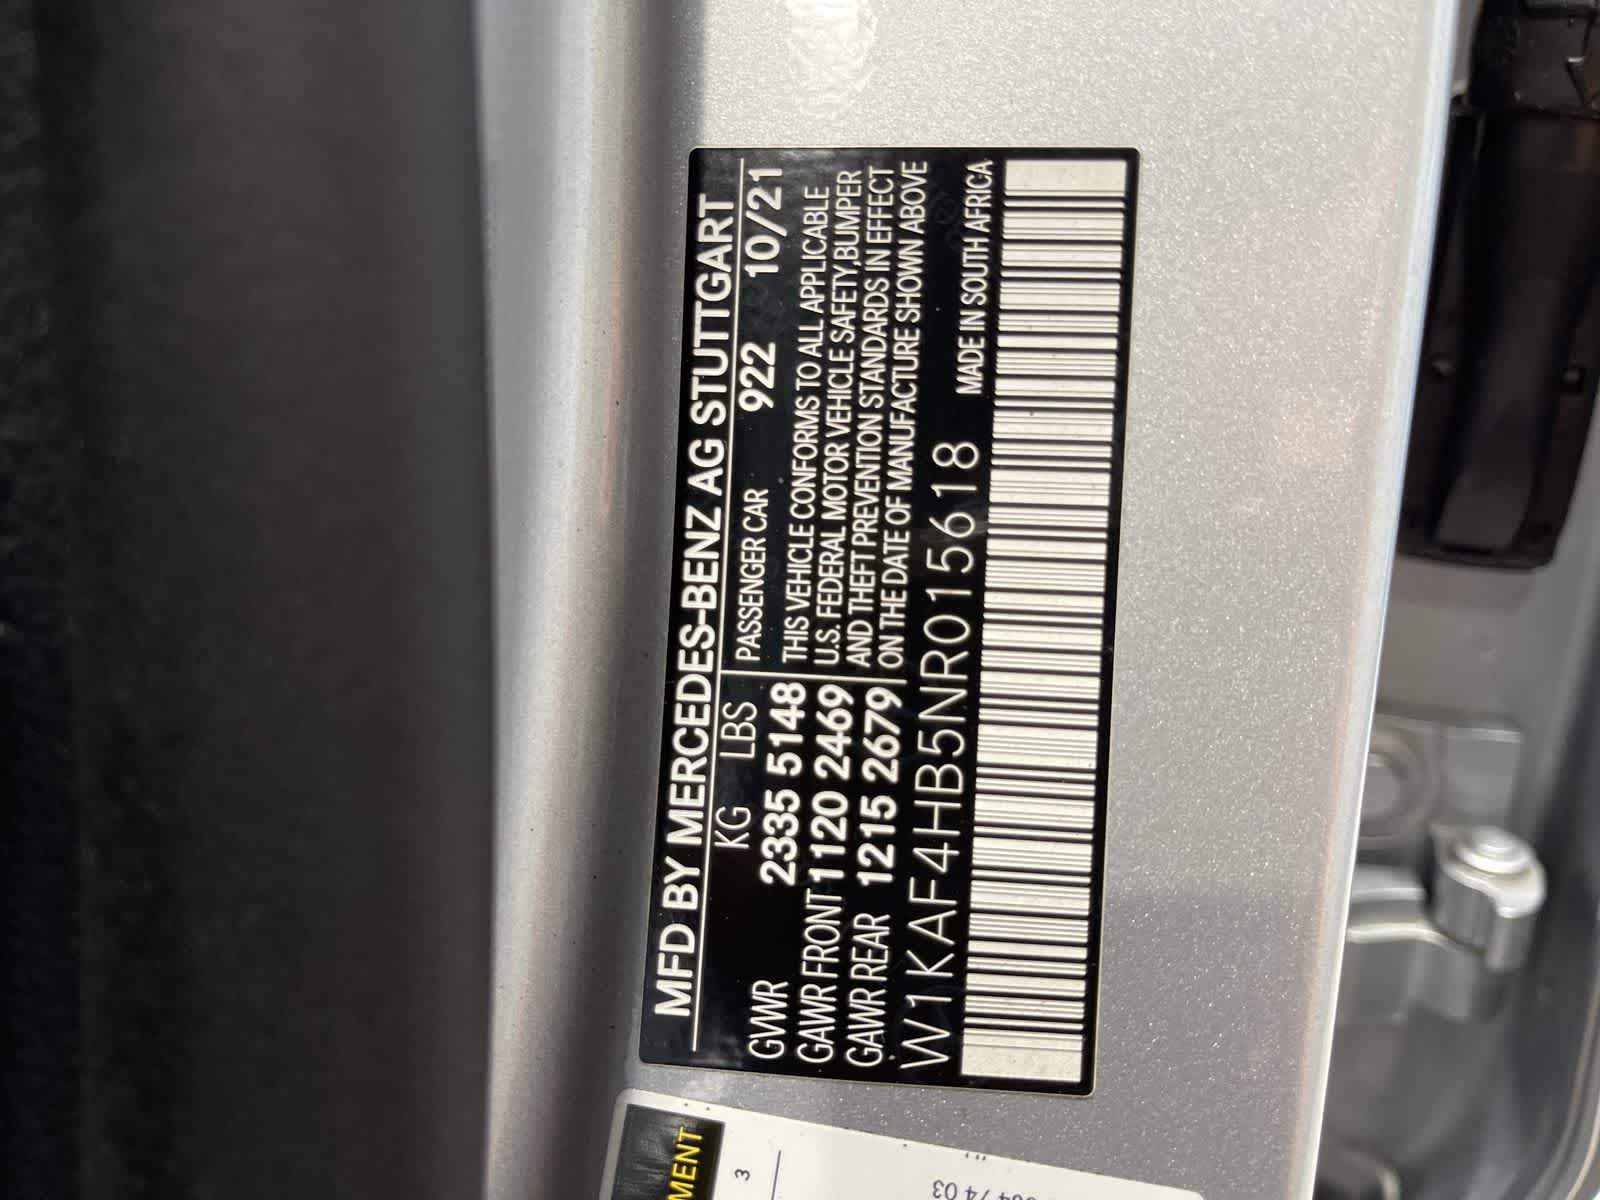 MFD BY MERCEDES-BENZ AG STUTTGART
KG LBS
GVWR 2335 5148
GAWR FRONT 1120 2469
GAWR REAR 1215 2679
PASSENGER CAR 922 10/21
THIS VEHICLE CONFORMS TO ALL APPLICABLE
U.S. FEDERAL MOTOR VEHICLE SAFETY,BUMPER
AND THEFT PREVENTION STANDARDS IN EFFECT
ON THE DATE OF MANUFACTURE SHOWN ABOVE
W1KAF4HB5NR015618
MADE IN SOUTH AFRICA
3